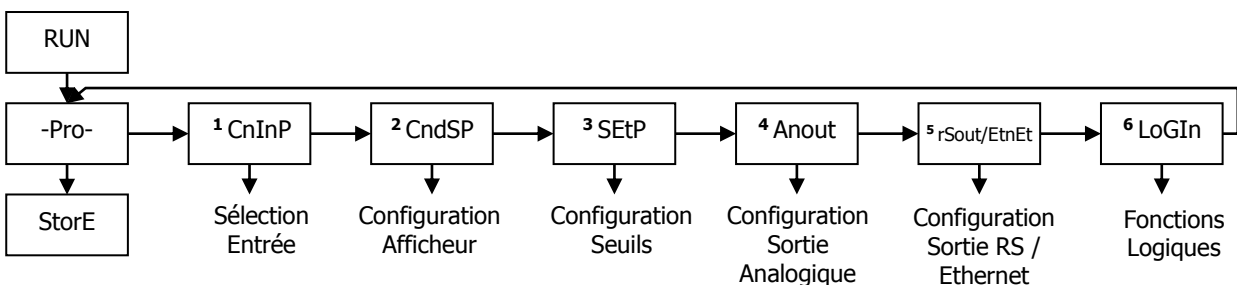 RUN
-Pro-
1 CnInP
2 CndSP
3 SEtP
4 Anout
5 rSout/EtnEt
6 LoGIn
StorE
Sélection
Entrée
Configuration
Afficheur
Configuration
Seuils
Configuration
Sortie
Analogique
Configuration
Sortie RS /
Ethernet
Fonctions
Logiques